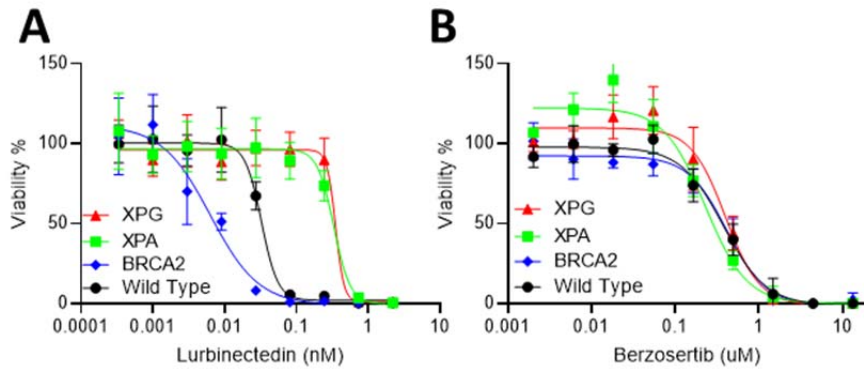 A
B
150
100
50
0
Viability %
XPG
XPA
BRCA2
Wild Type
0.0001 0.001 0.01 0.1 1 10
Lurbinectedin (nM)
150
100
50
0
Viability %
XPG
XPA
BRCA2
Wild Type
0.001 0.01 0.1 1 10
Berzosertib (uM)